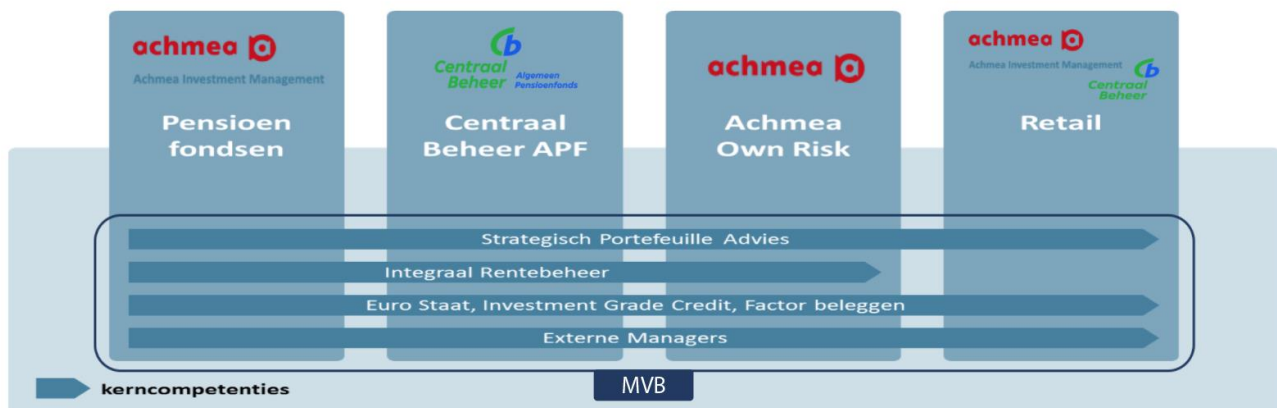 achmea
Achmea Investment Management
Pensioen
fondsen
Cb
Centraal
Beheer
Algemeen
Pensioenfonds
Centraal
Beheer APF
achmea
Achmea
Own Risk
achmea
Achmea Investment Management
Cb
Centraal
Beheer
Retail
Strategisch Portefeuille Advies
Integraal Rentebeheer
Euro Staat, Investment Grade Credit, Factor beleggen
Externe Managers
kerncompetenties
MVB